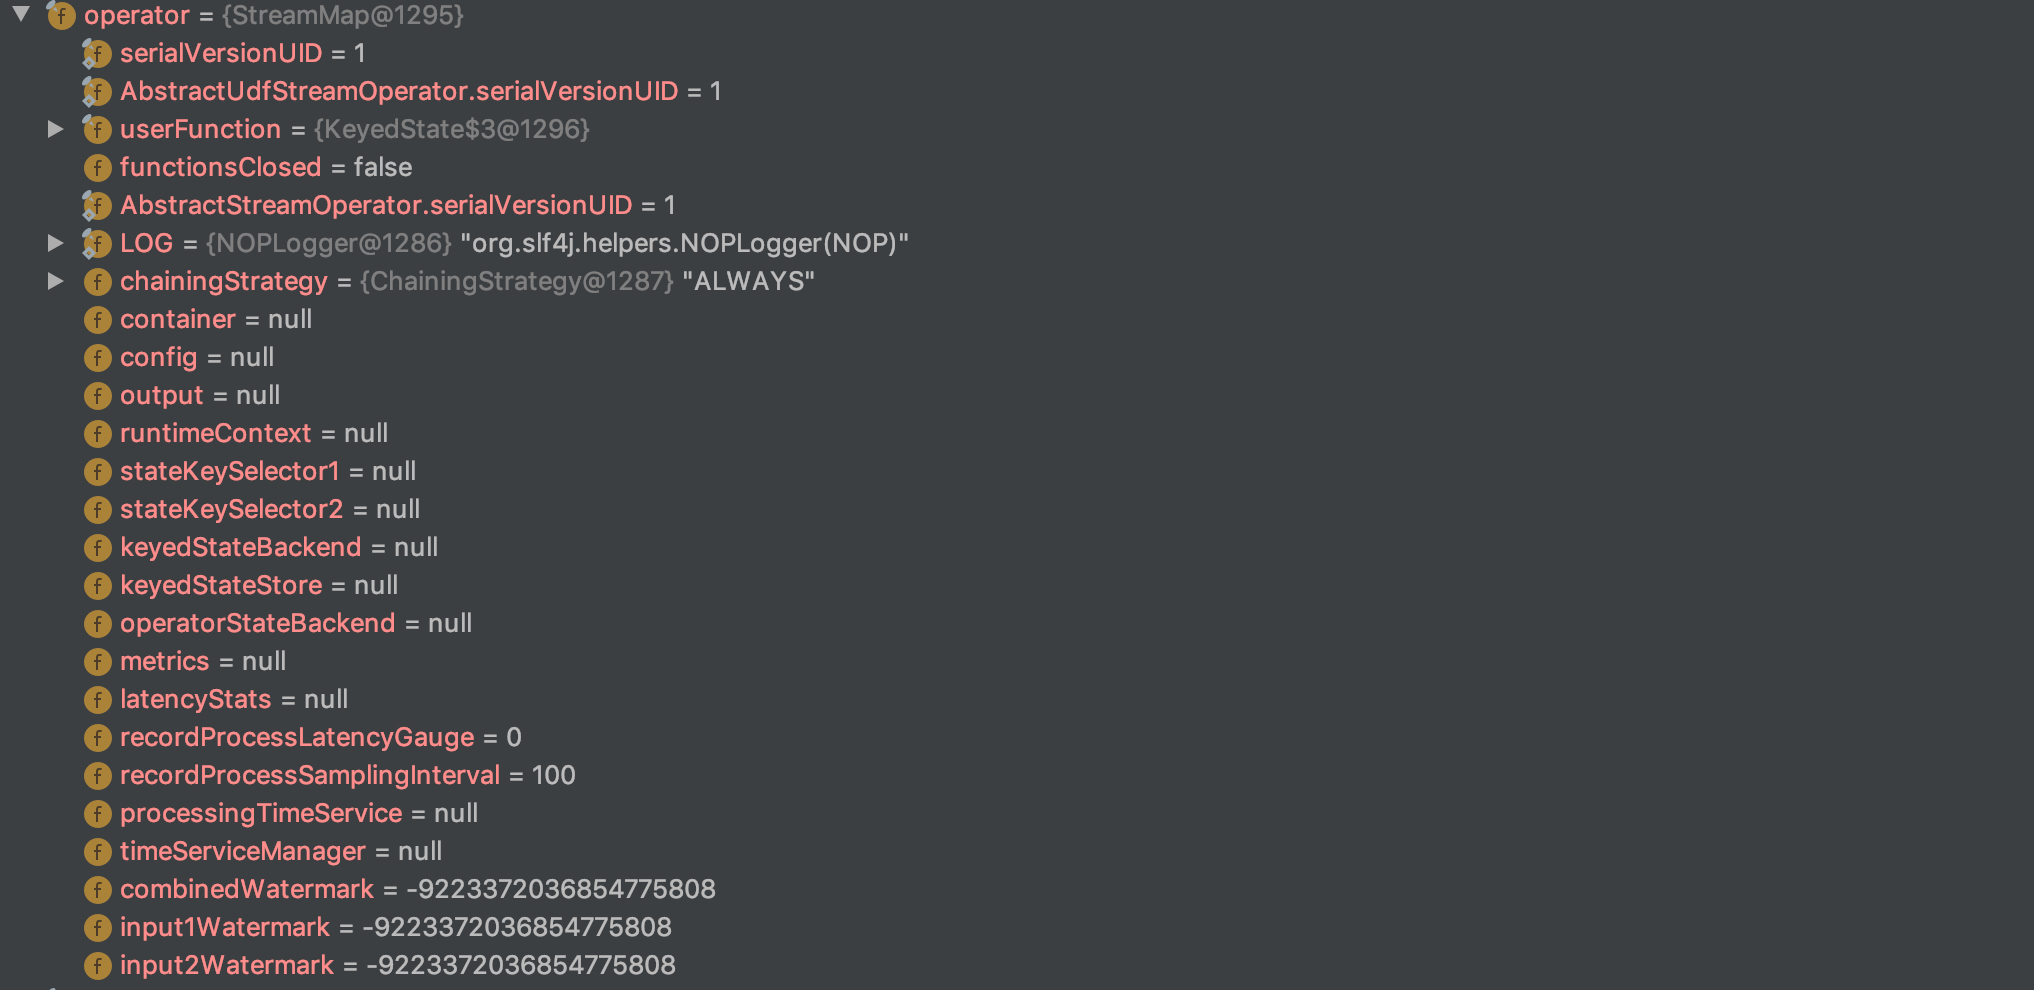 operator = {StreamMap@1295}
serialVersionUID = 1
AbstractUdfStreamOperator.serialVersionUID = 1
userFunction = {KeyedState$3@1296}
functionsClosed = false
AbstractStreamOperator.serialVersionUID = 1
LOG = {NOPLogger@1286} "org.slf4j.helpers.NOPLogger(NOP)"
chainingStrategy = {ChainingStrategy@1287} "ALWAYS"
container = null
config = null
output = null
runtimeContext = null
stateKeySelector1 = null
stateKeySelector2 = null
keyedStateBackend = null
keyedStateStore = null
operatorStateBackend = null
metrics = null
latencyStats = null
recordProcessLatencyGauge = 0
recordProcessSamplingInterval = 100
processingTimeService = null
timeServiceManager = null
combinedWatermark = -9223372036854775808
input1Watermark = -9223372036854775808
input2Watermark = -9223372036854775808